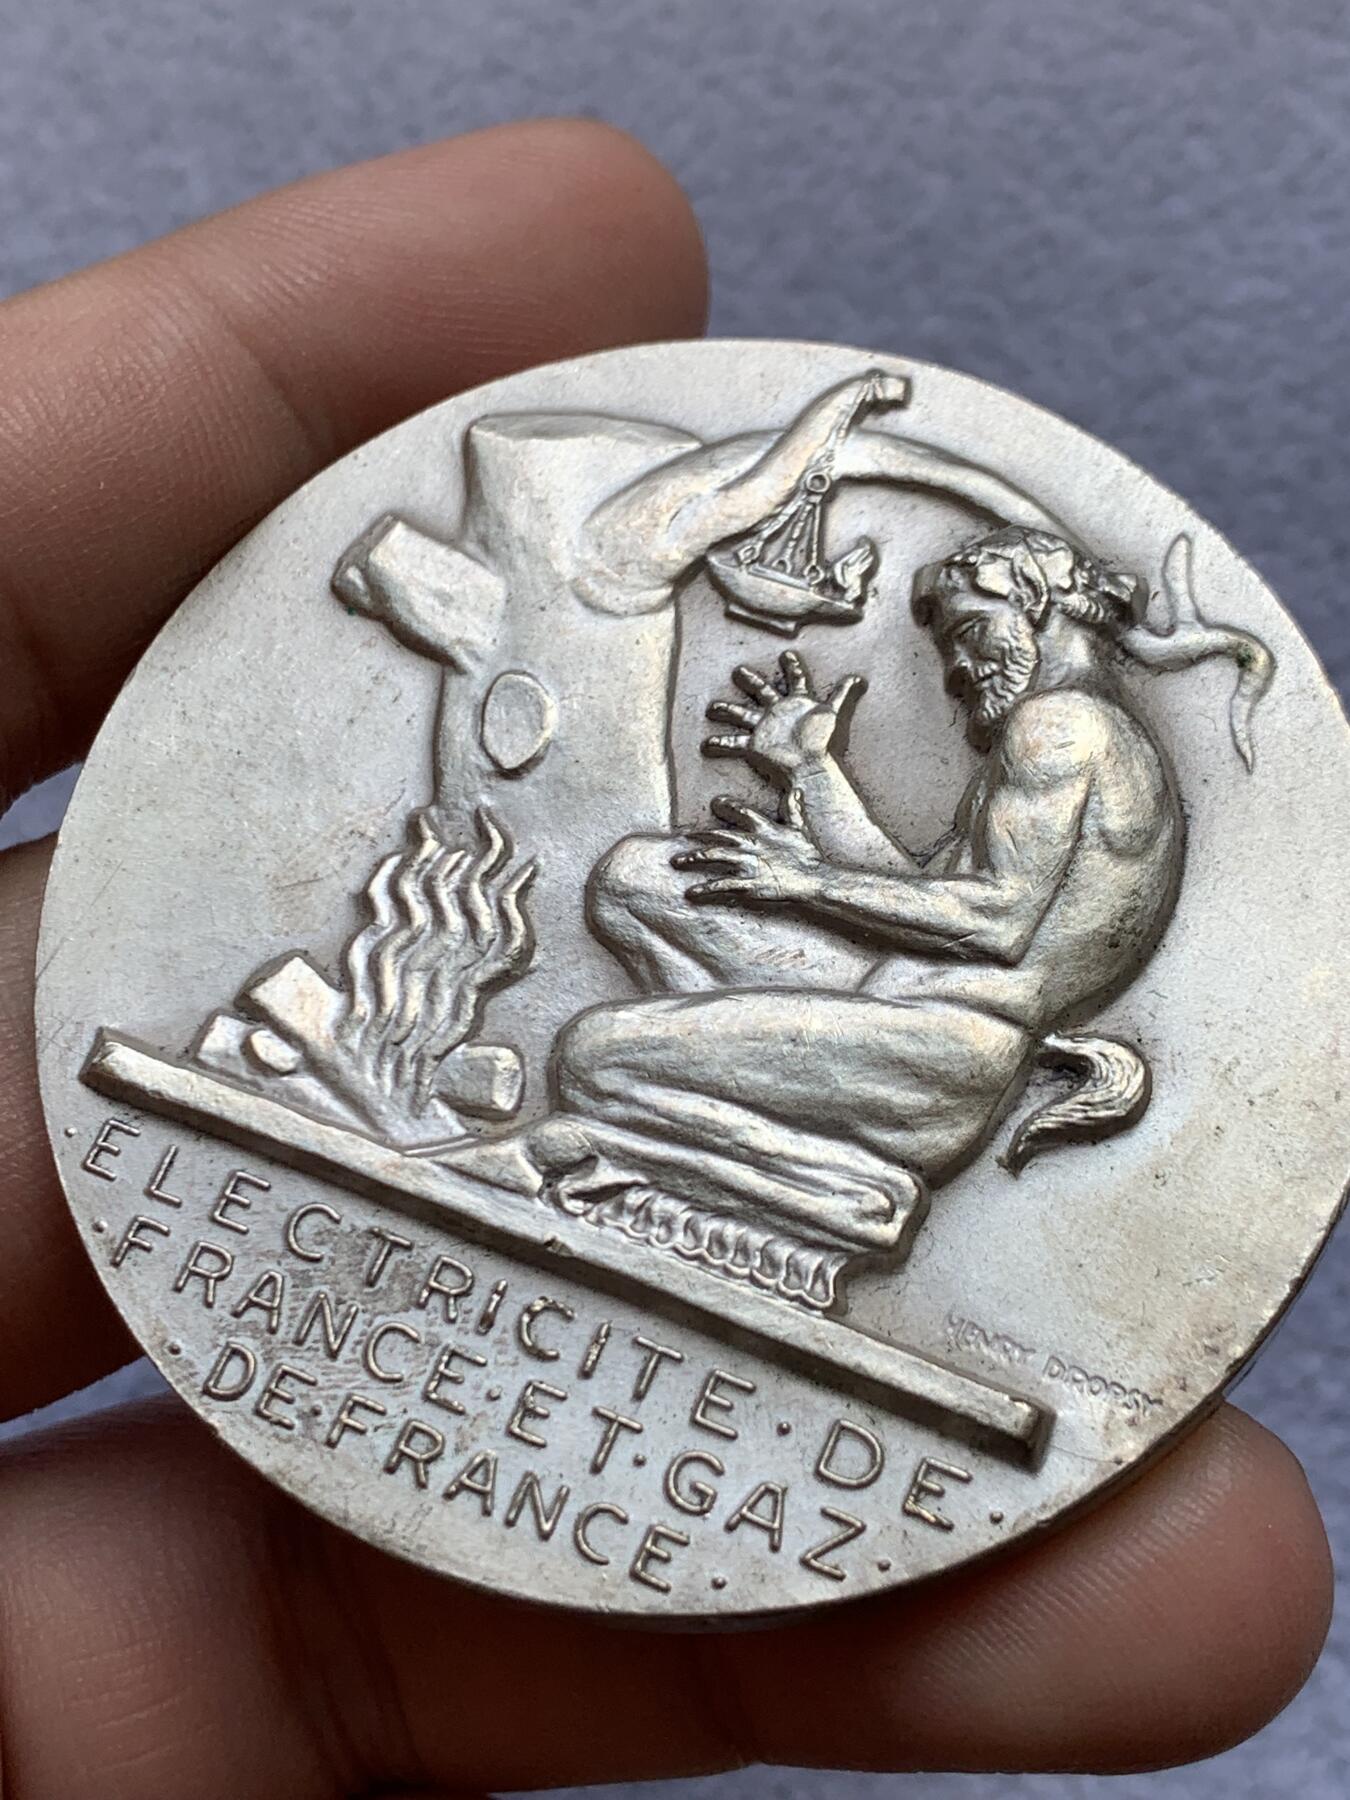 HENRY DROPSY
·ELECTRICITE·DE·
·FRANCE·ET·GAZ·
·DE·FRANCE·